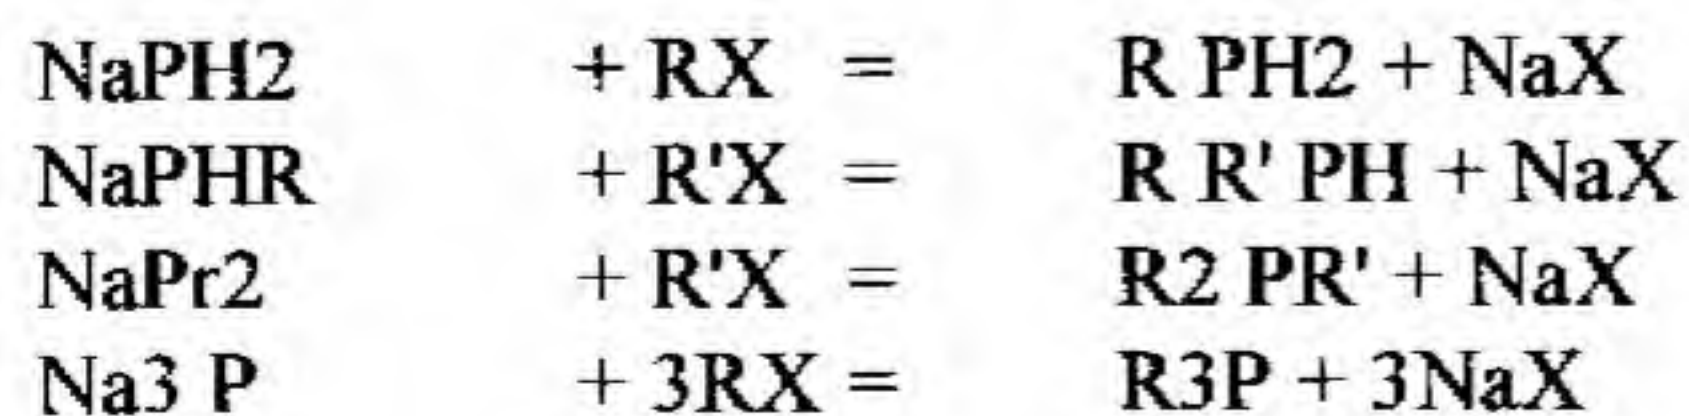 NaPH2 + RX = R PH2 + NaX
NaPHR + R'X = R R' PH + NaX
NaPr2 + R'X = R2 PR' + NaX
Na3 P + 3RX = R3P + 3NaX